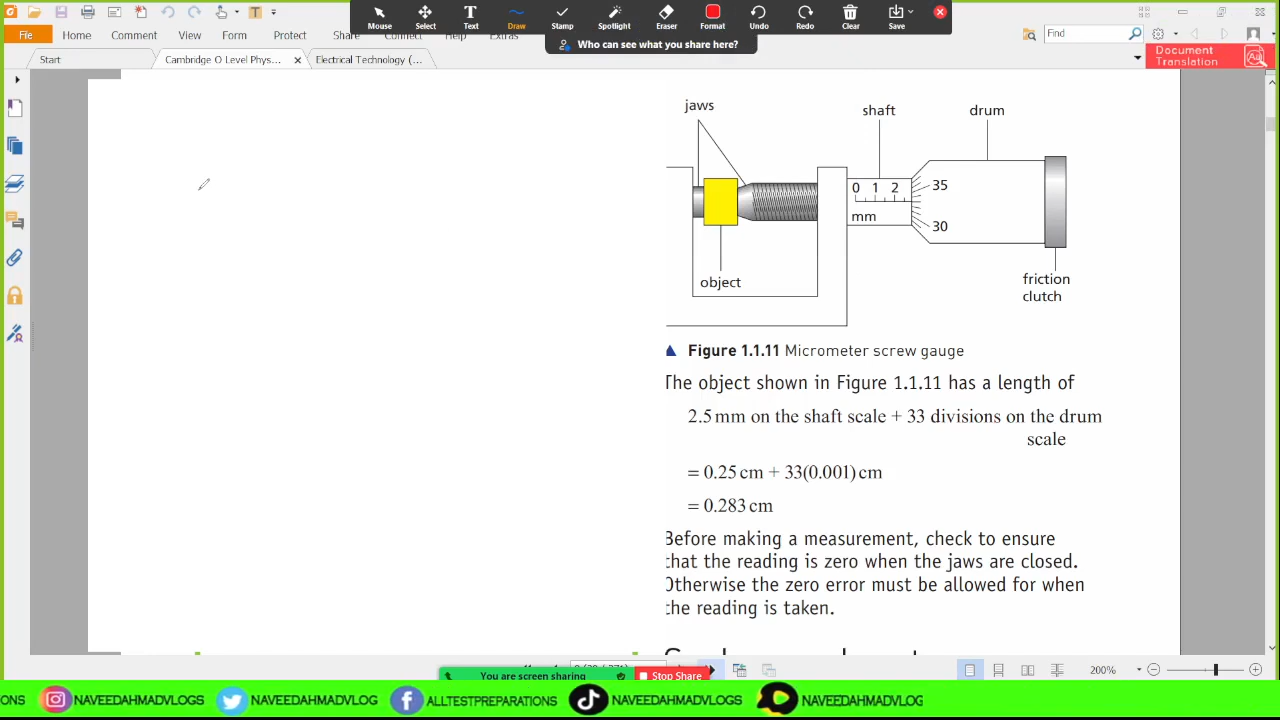 Mouse Select Text Draw Stamp Spotlight Eraser Format Undo Redo Clear Save
Who can see what you share here?
File Home Comment View Form Protect Share Connect Help Extras
Find
Start Cambridge O Level Phys... Electrical Technology (...
Document
Translation
jaws
shaft
drum
0 1 2
mm
35
30
object
friction
clutch
▲ Figure 1.1.11 Micrometer screw gauge
The object shown in Figure 1.1.11 has a length of
2.5 mm on the shaft scale + 33 divisions on the drum
scale
= 0.25 cm + 33(0.001) cm
= 0.283 cm
Before making a measurement, check to ensure
that the reading is zero when the jaws are closed.
Otherwise the zero error must be allowed for when
the reading is taken.
You are screen sharing Stop Share
200%
ONS NAVEEDAHMADVLOGS NAVEEDAHMADVLOG ALLTESTPREPARATIONS NAVEEDAHMADVLOGS NAVEEDAHMADVLOG